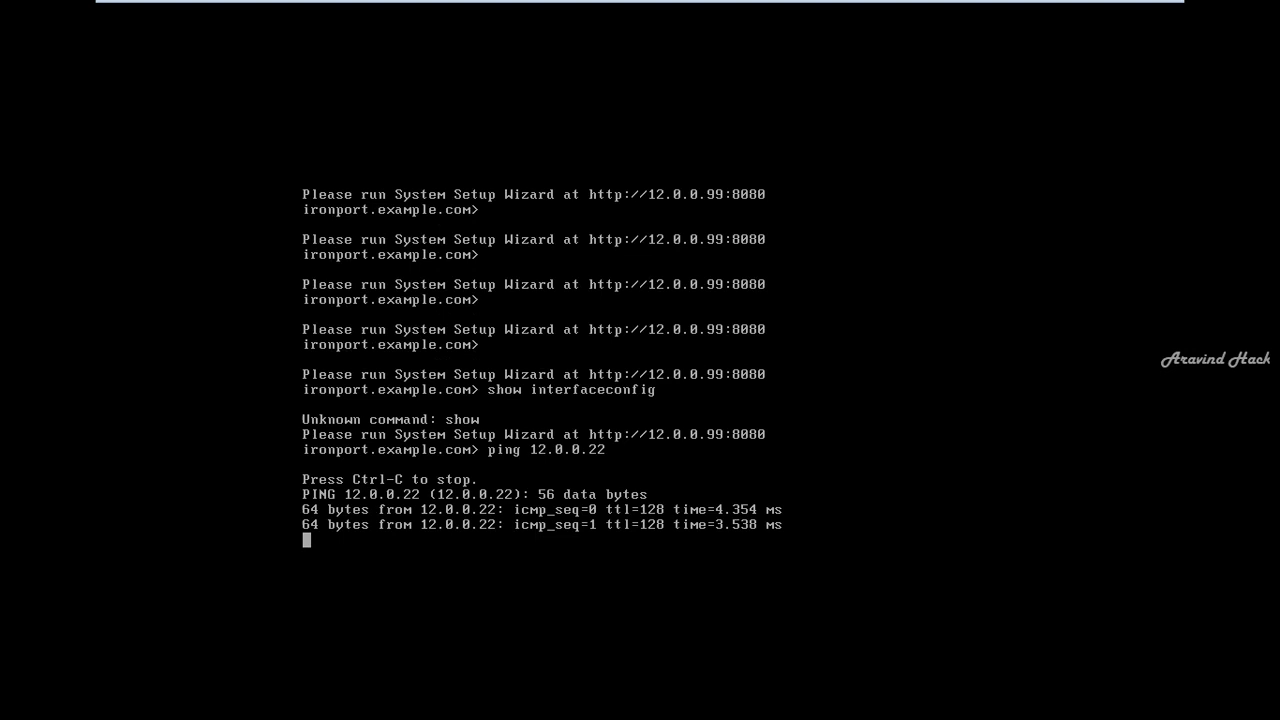 Please run System Setup Wizard at http://12.0.0.99:8080
ironport.example.com>
Please run System Setup Wizard at http://12.0.0.99:8080
ironport.example.com>
Please run System Setup Wizard at http://12.0.0.99:8080
ironport.example.com>
Please run System Setup Wizard at http://12.0.0.99:8080
ironport.example.com>
Please run System Setup Wizard at http://12.0.0.99:8080
Aravind Hack
ironport.example.com> show interfaceconfig
Unknown command: show
Please run System Setup Wizard at http://12.0.0.99:8080
ironport.example.com> ping 12.0.0.22
Press Ctrl-C to stop.
PING 12.0.0.22 (12.0.0.22): 56 data bytes
64 bytes from 12.0.0.22: icmp_seq=0 ttl=128 time=4.354 ms
64 bytes from 12.0.0.22: icmp_seq=1 ttl=128 time=3.538 ms